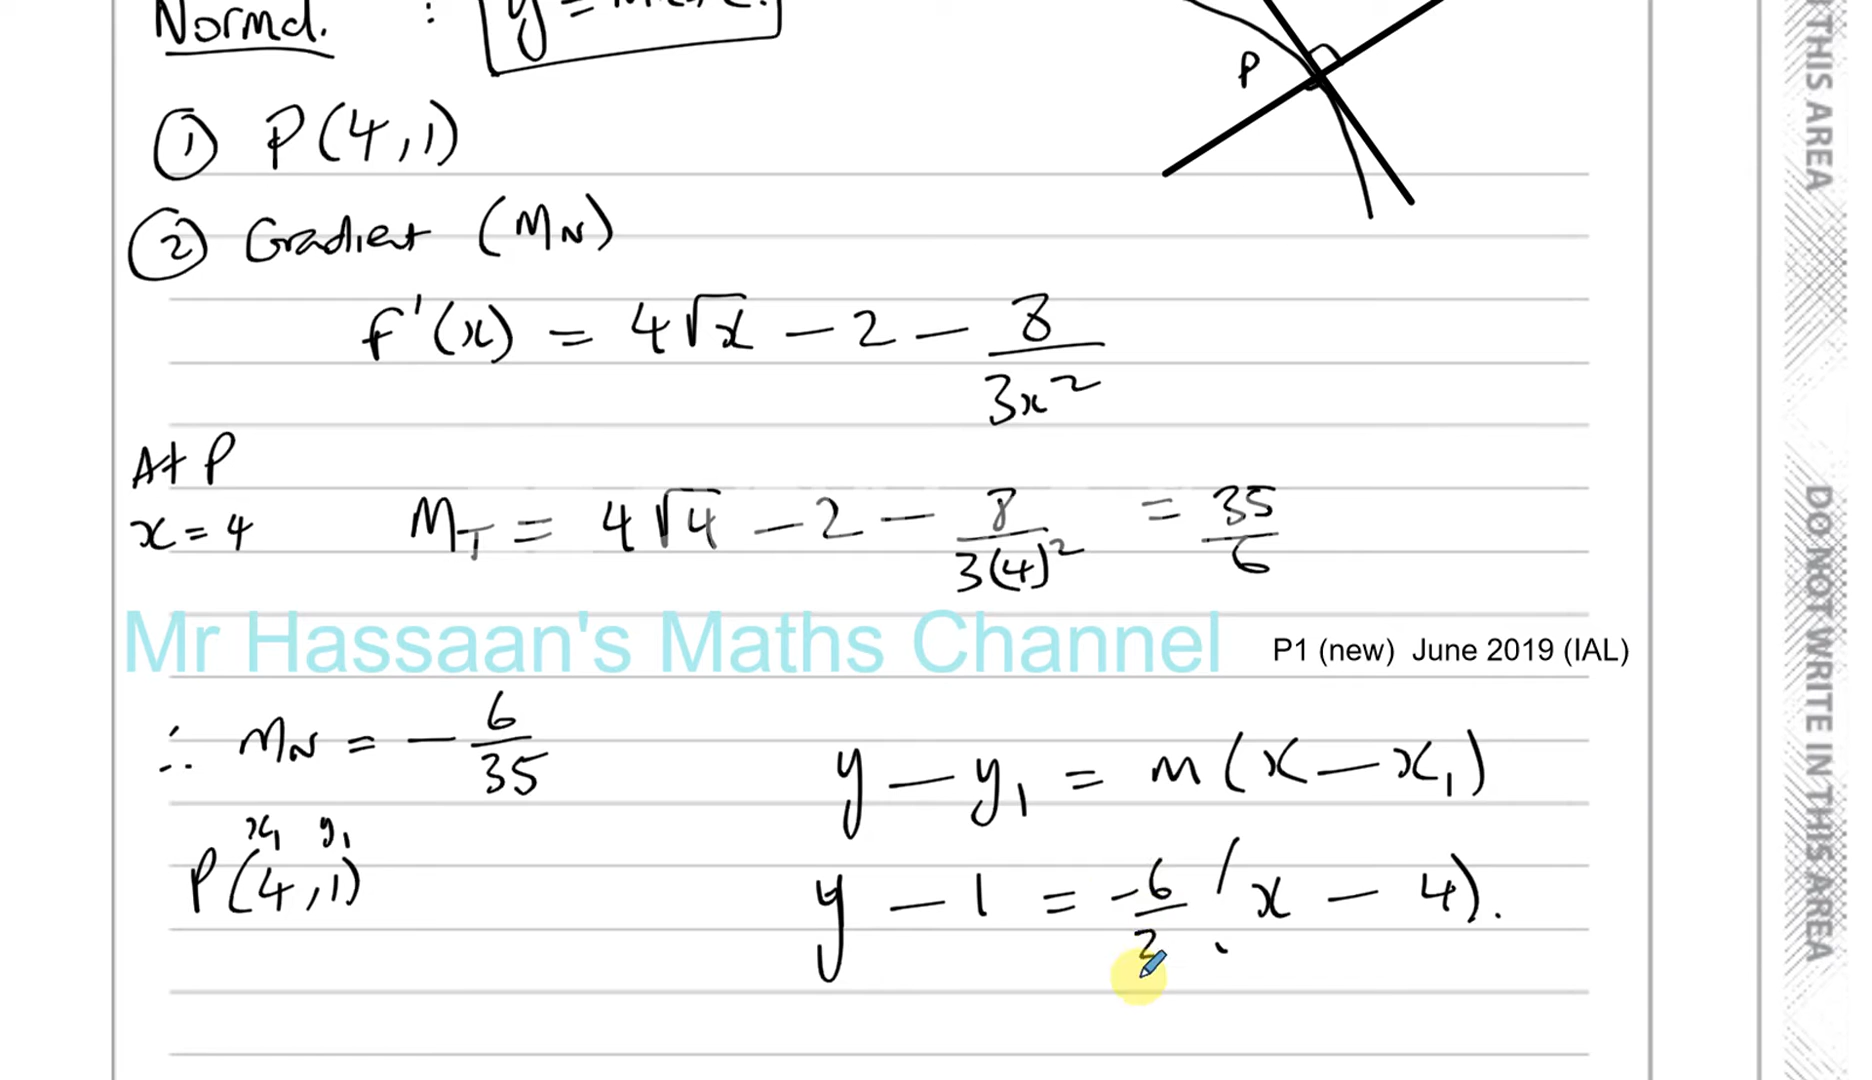 Normal. : y = mx + c.
P
① P(4,1)
② Gradient (MN)
f'(x) = 4√x – 2 – 8/3x²
At P
x = 4 MT = 4√4 – 2 – 8/3(4)² = 35/6
Mr Hassaan's Maths Channel P1 (new) June 2019 (IAL)
∴ MN = – 6/35 y – y₁ = m(x – x₁)
x₁ y₁
P(4,1) y – 1 = -6/3 (x – 4).
THIS AREA
DO NOT WRITE IN THIS AREA